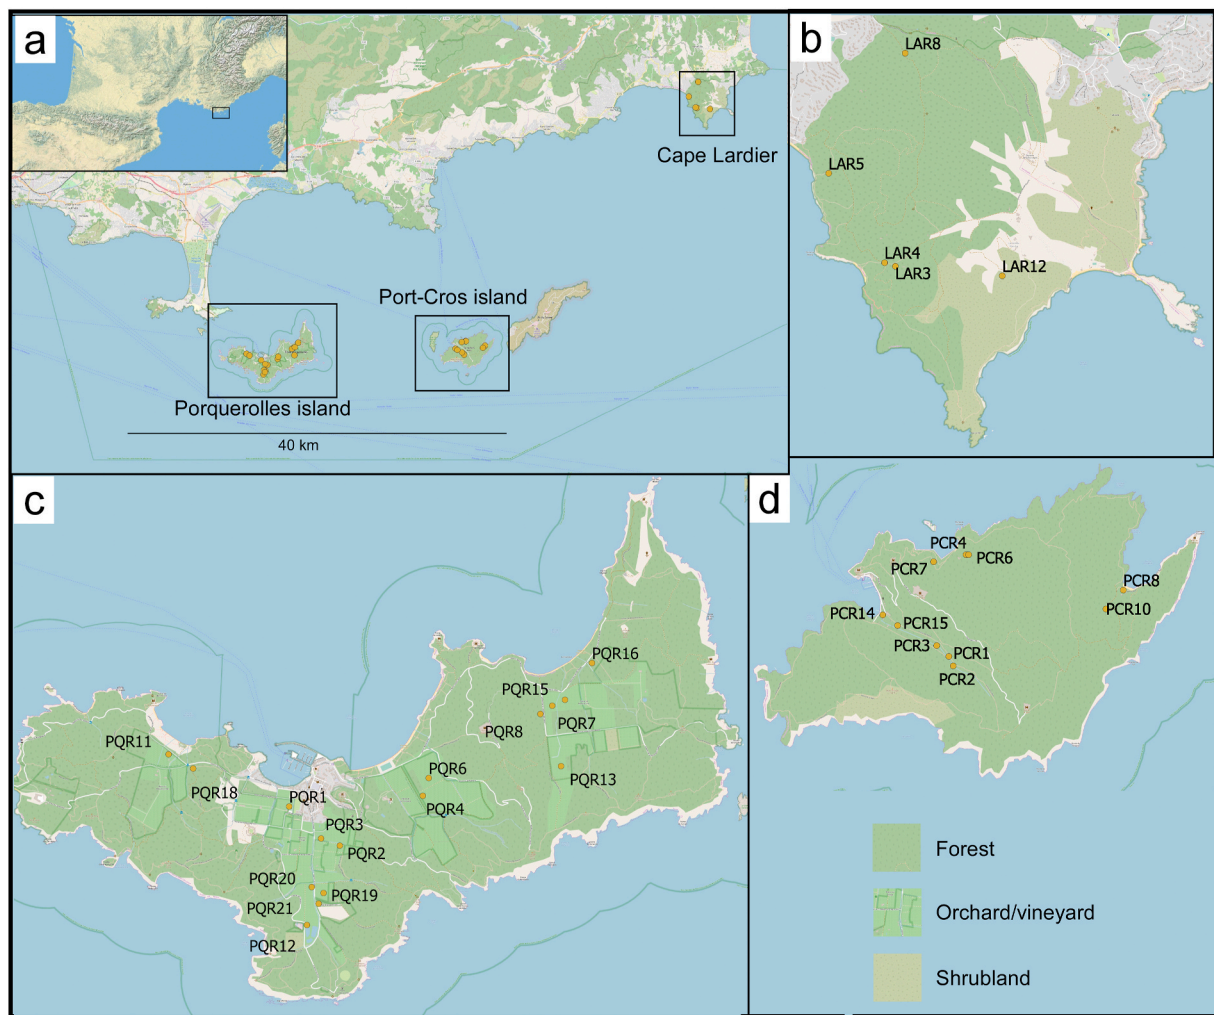 a
Cape Lardier
Port-Cros island
Porquerolles island
40 km
b
LAR8
LAR5
LAR4
LAR3
LAR12
c
PQR16
PQR15
PQR8
PQR7
PQR11
PQR13
PQR6
PQR18
PQR1
PQR4
PQR3
PQR2
PQR20
PQR19
PQR21
PQR12
d
PCR4
PCR6
PCR7
PCR8
PCR10
PCR14
PCR15
PCR3
PCR1
PCR2
Forest
Orchard/vineyard
Shrubland